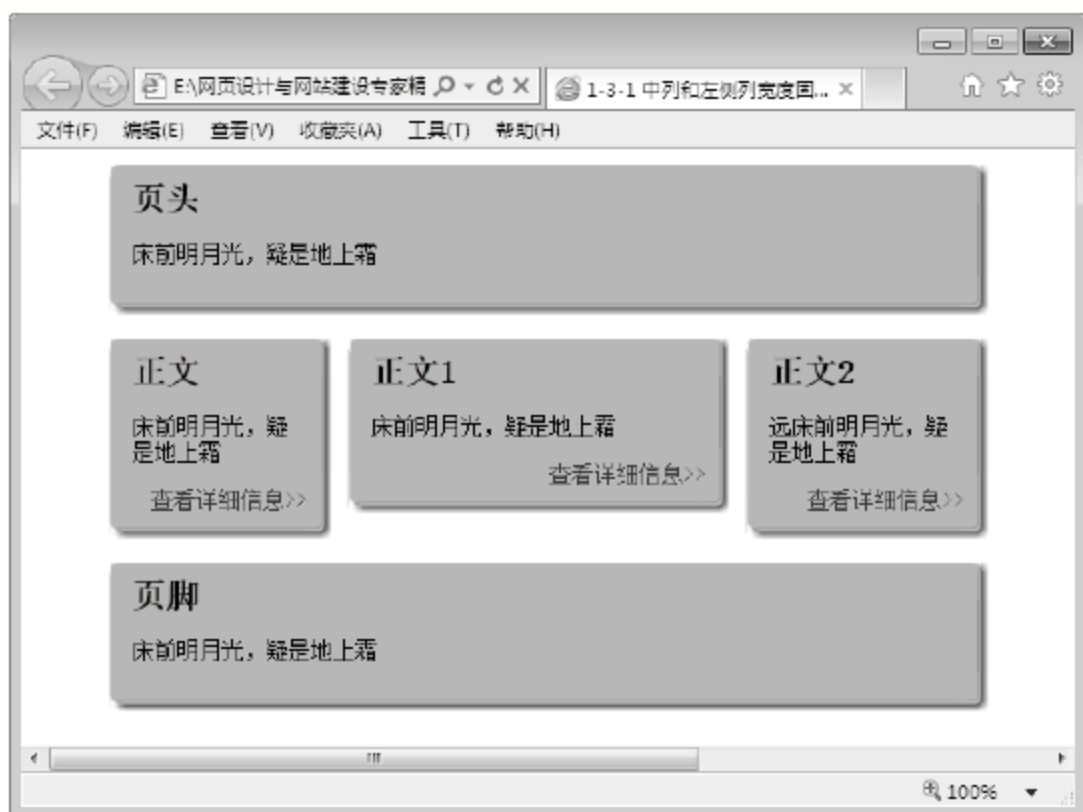 E:\网页设计与网站建设专家精
1-3-1 中列和左侧列宽度固...
文件(F) 编辑(E) 查看(V) 收藏夹(A) 工具(T) 帮助(H)
页头
床前明月光，疑是地上霜
正文
床前明月光，疑
是地上霜
查看详细信息>>
正文1
床前明月光，疑是地上霜
查看详细信息>>
正文2
远床前明月光，疑
是地上霜
查看详细信息>>
页脚
床前明月光，疑是地上霜
100%